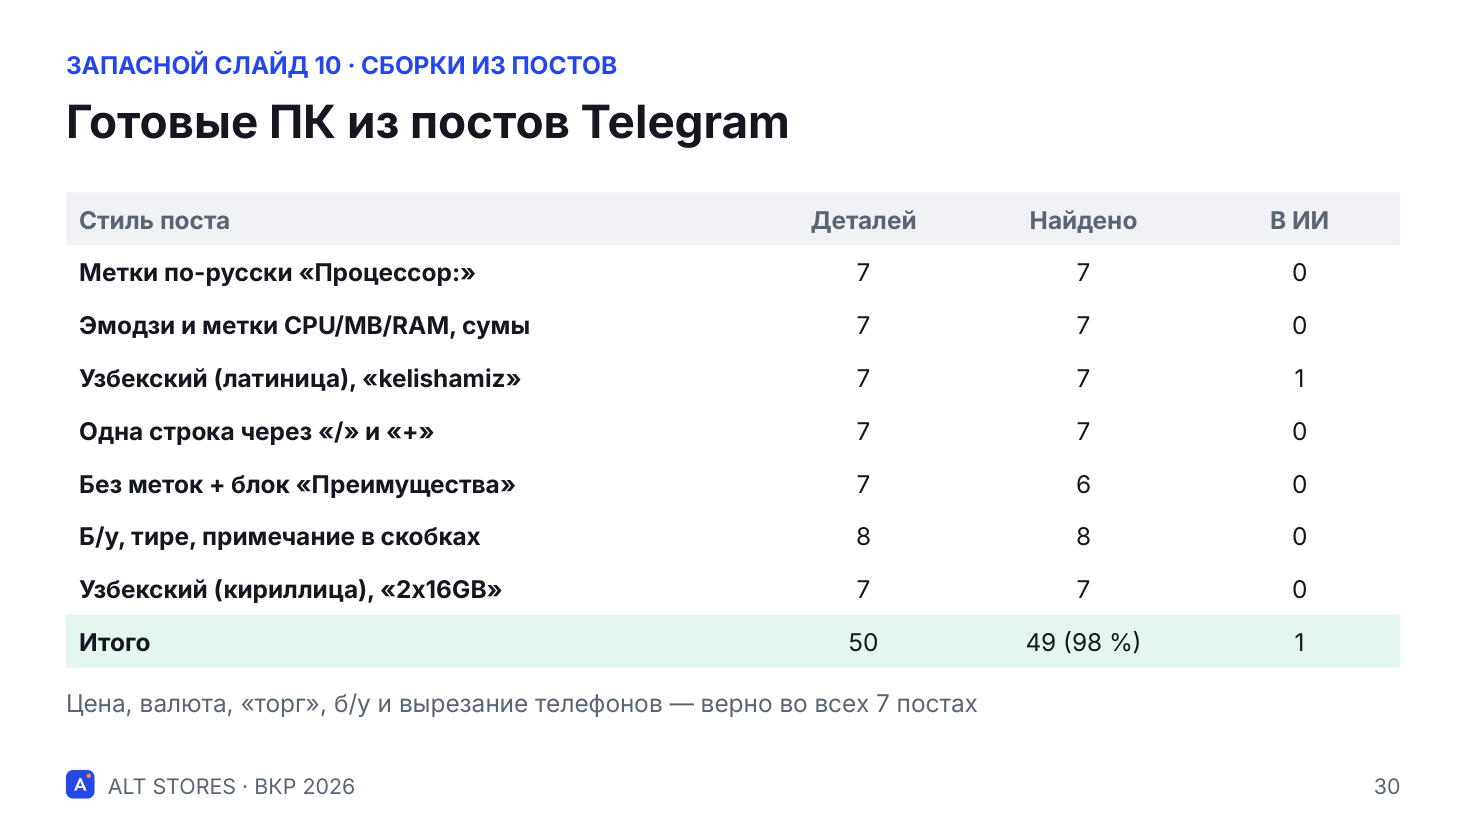 ЗАПАСНОЙ СЛАЙД 10 · СБОРКИ ИЗ ПОСТОВ
Готовые ПК из постов Telegram
Стиль поста Деталей Найдено В ИИ
Метки по-русски «Процессор:» 7 7 0
Эмодзи и метки CPU/MB/RAM, сумы 7 7 0
Узбекский (латиница), «kelishamiz» 7 7 1
Одна строка через «/» и «+» 7 7 0
Без меток + блок «Преимущества» 7 6 0
Б/у, тире, примечание в скобках 8 8 0
Узбекский (кириллица), «2x16GB» 7 7 0
Итого 50 49 (98 %) 1
Цена, валюта, «торг», б/у и вырезание телефонов — верно во всех 7 постах
A ALT STORES · ВКР 2026 30